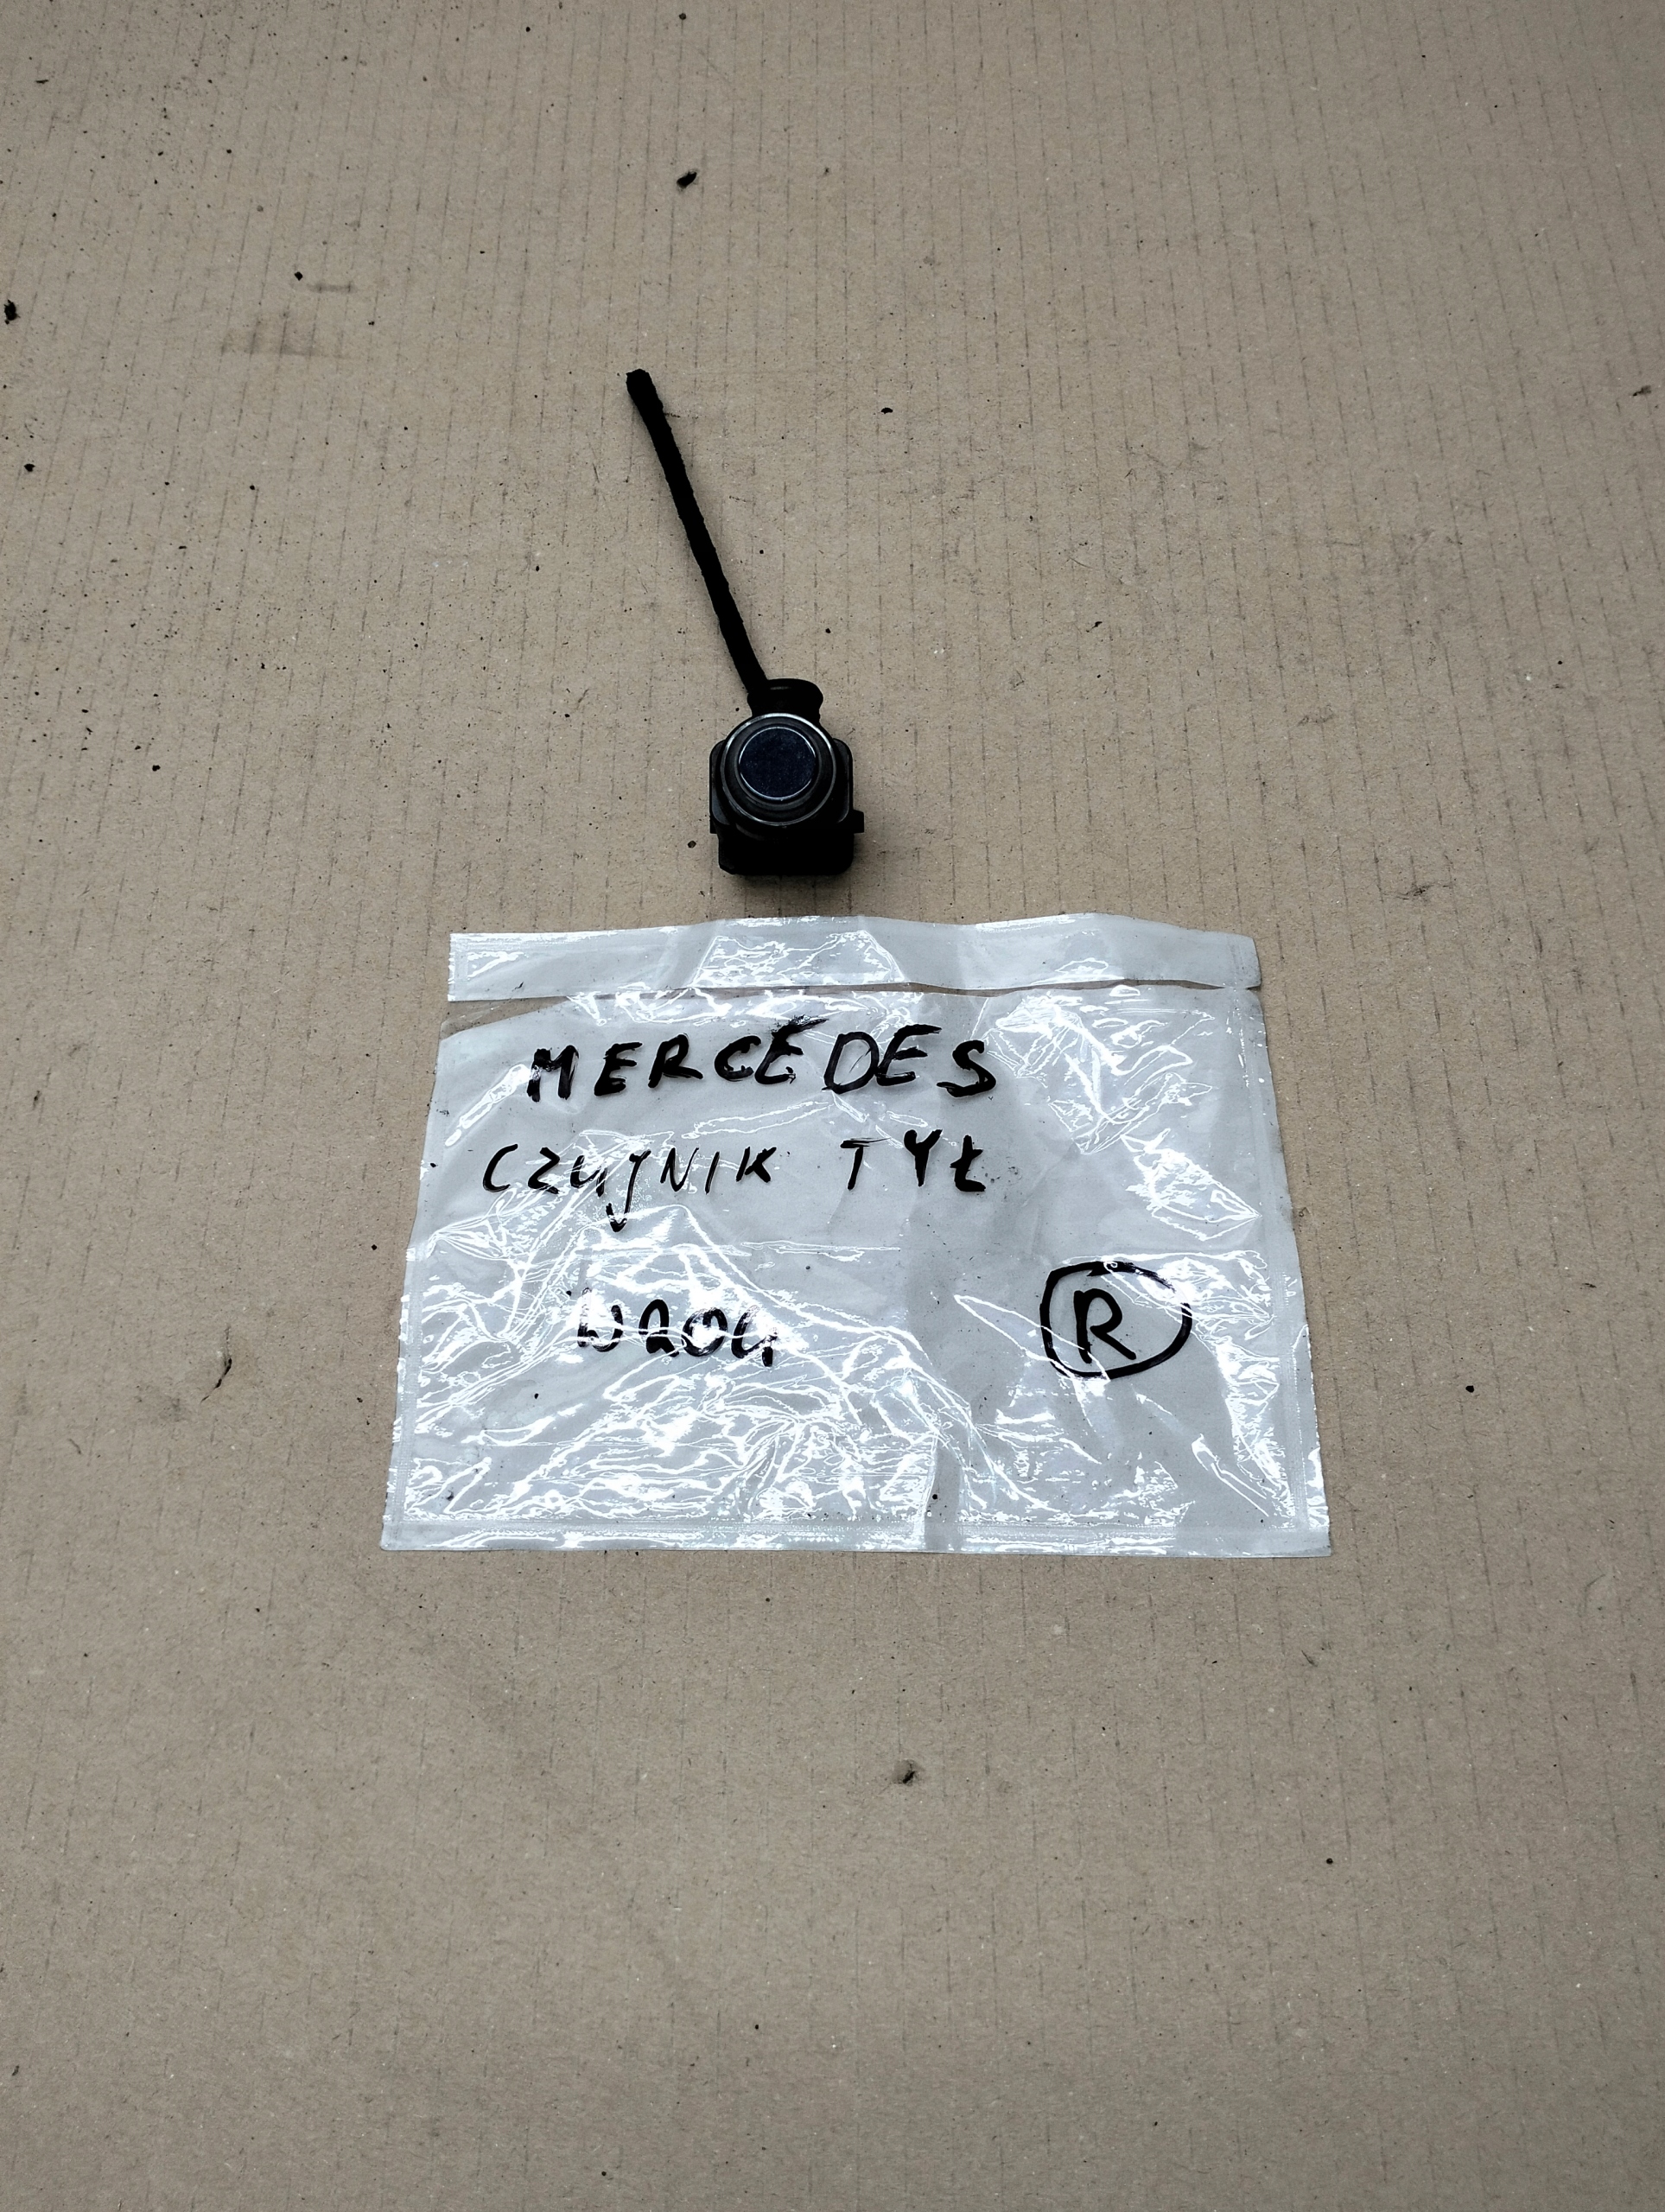 MERCEDES
CZUJNIK TYŁ
W204 R